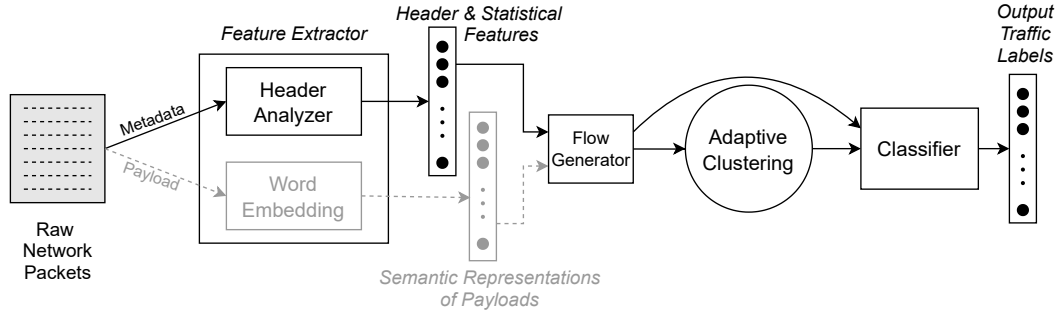 Feature Extractor
Header & Statistical
Features
Output
Traffic
Labels
Metadata
Header
Analyzer
Payload
Word
Embedding
Flow
Generator
Adaptive
Clustering
Classifier
Raw
Network
Packets
Semantic Representations
of Payloads